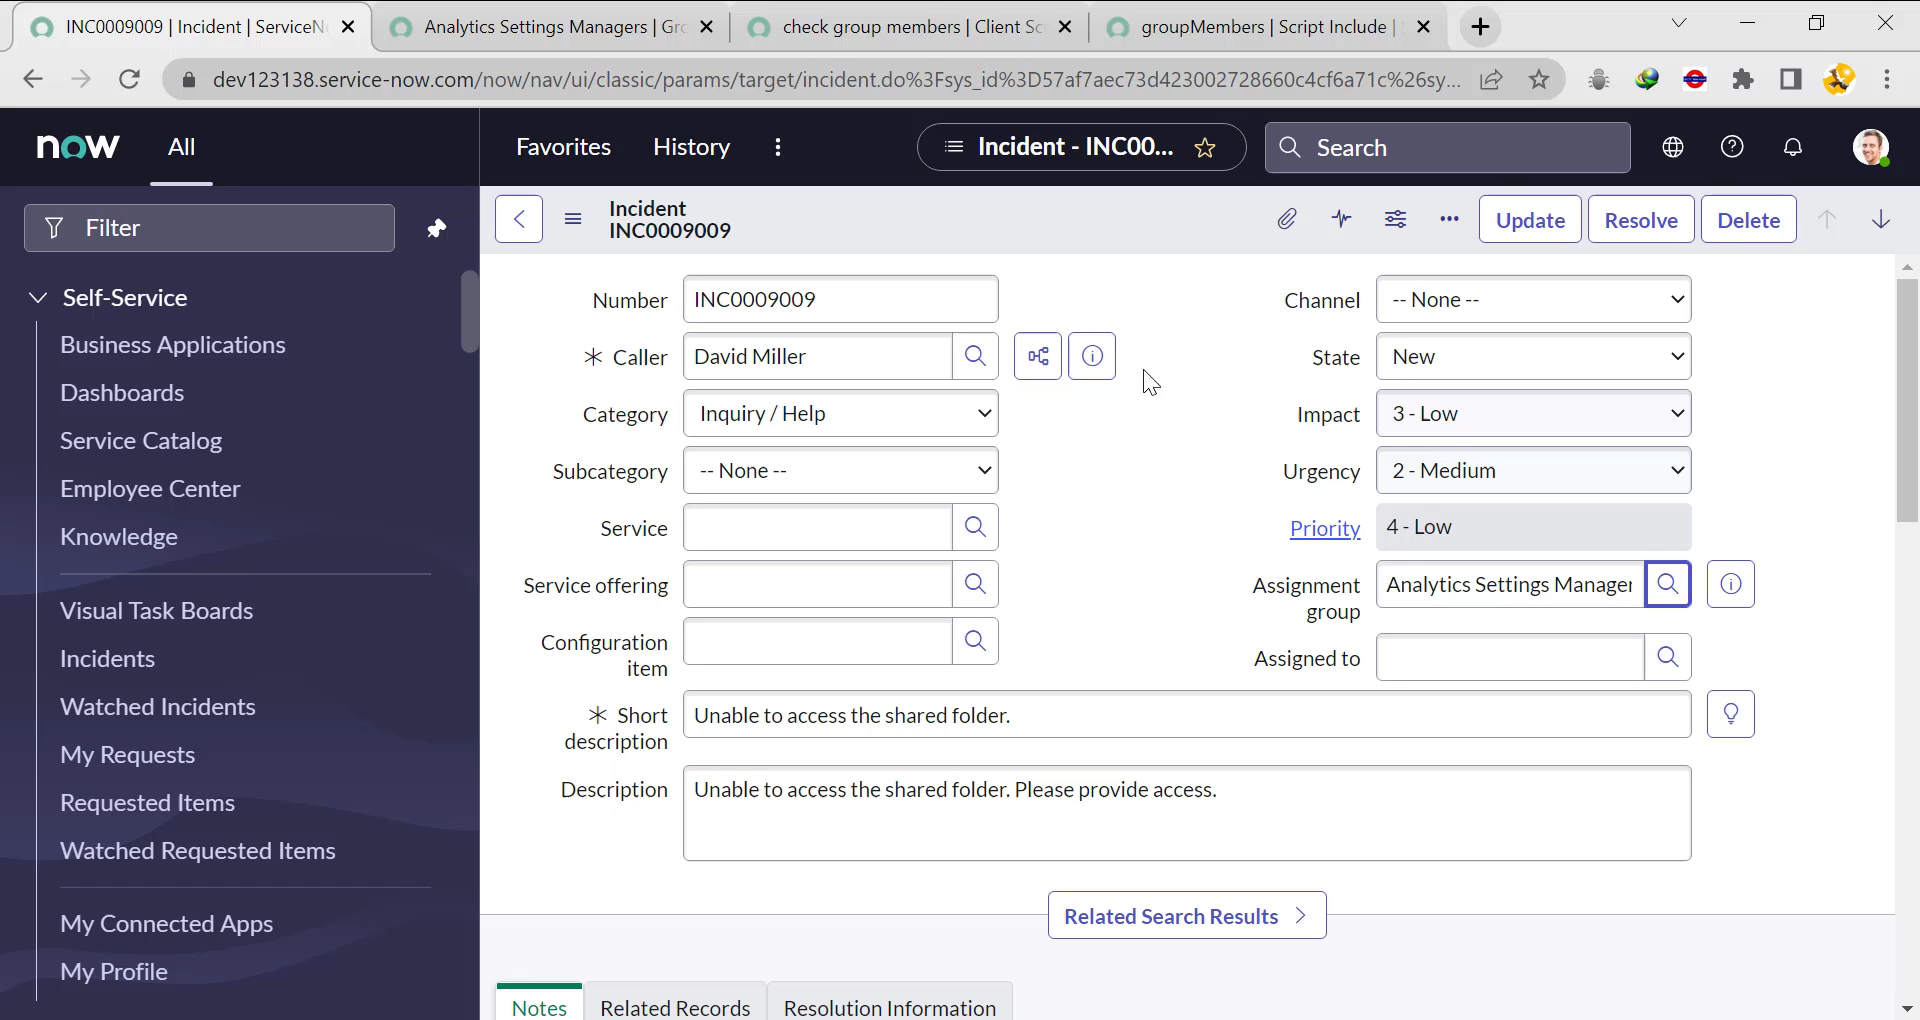 INC0009009 | Incident | ServiceN
Analytics Settings Managers | Gr
check group members | Client Sc
groupMembers | Script Include |
dev123138.service-now.com/now/nav/ui/classic/params/target/incident.do%3Fsys_id%3D57af7aec73d423002728660c4cf6a71c%26sy...
now
All
Favorites
History
Incident - INC00...
Search
Filter
Incident
INC0009009
Update
Resolve
Delete
Self-Service
Business Applications
Dashboards
Service Catalog
Employee Center
Knowledge
Visual Task Boards
Incidents
Watched Incidents
My Requests
Requested Items
Watched Requested Items
My Connected Apps
My Profile
Number INC0009009
Caller David Miller
Category Inquiry / Help
Subcategory -- None --
Service
Service offering
Configuration
item
Channel -- None --
State New
Impact 3 - Low
Urgency 2 - Medium
Priority 4 - Low
Assignment
group
Analytics Settings Manager
Assigned to
Short
description
Unable to access the shared folder.
Description Unable to access the shared folder. Please provide access.
Related Search Results
Notes
Related Records
Resolution Information